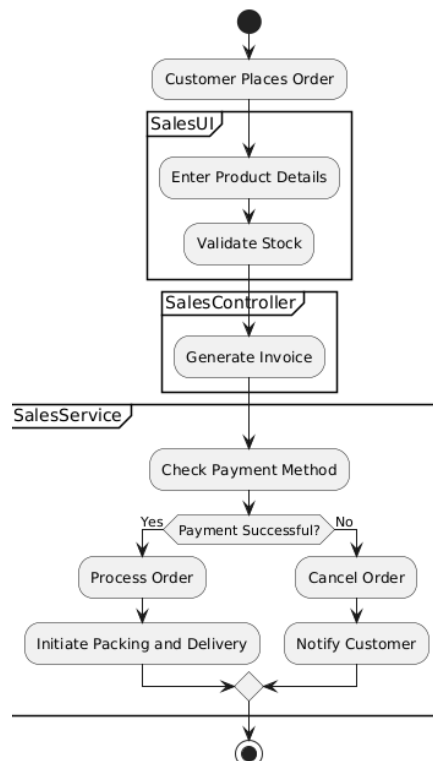 Customer Places Order
SalesUI
Enter Product Details
Validate Stock
SalesController
Generate Invoice
SalesService
Check Payment Method
Yes
Payment Successful?
No
Process Order
Cancel Order
Initiate Packing and Delivery
Notify Customer